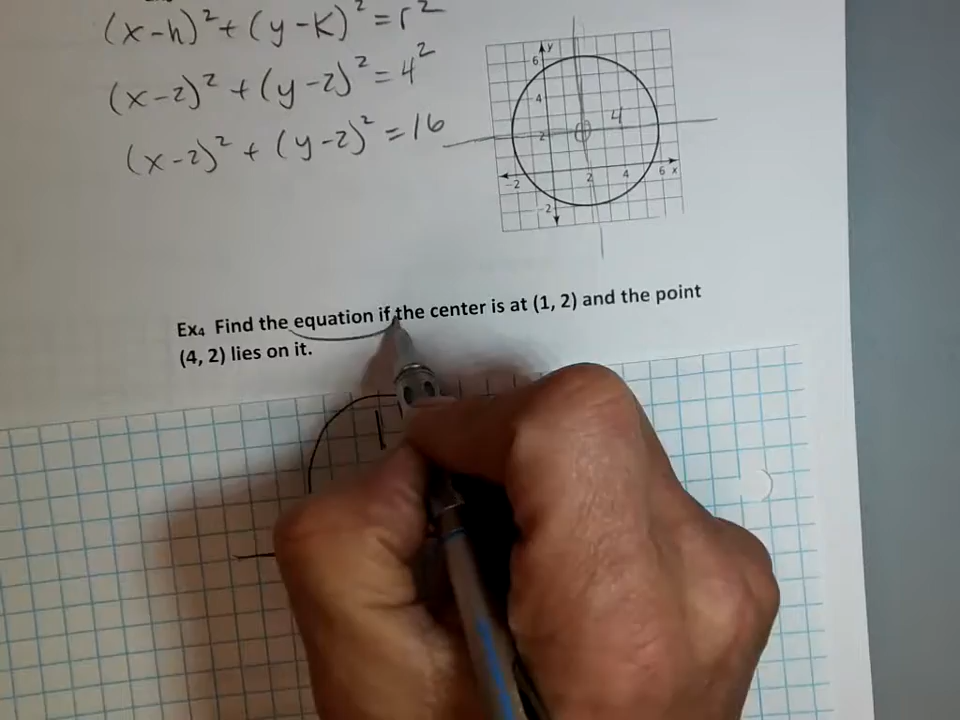 (x-h)² + (y-k)² = r²
(x-2)² + (y-2)² = 4²
(x-2)² + (y-2)² = 16
y
6
4
4
2
-2
2
4
6
x
-2
Ex4 Find the equation if the center is at (1, 2) and the point
(4, 2) lies on it.